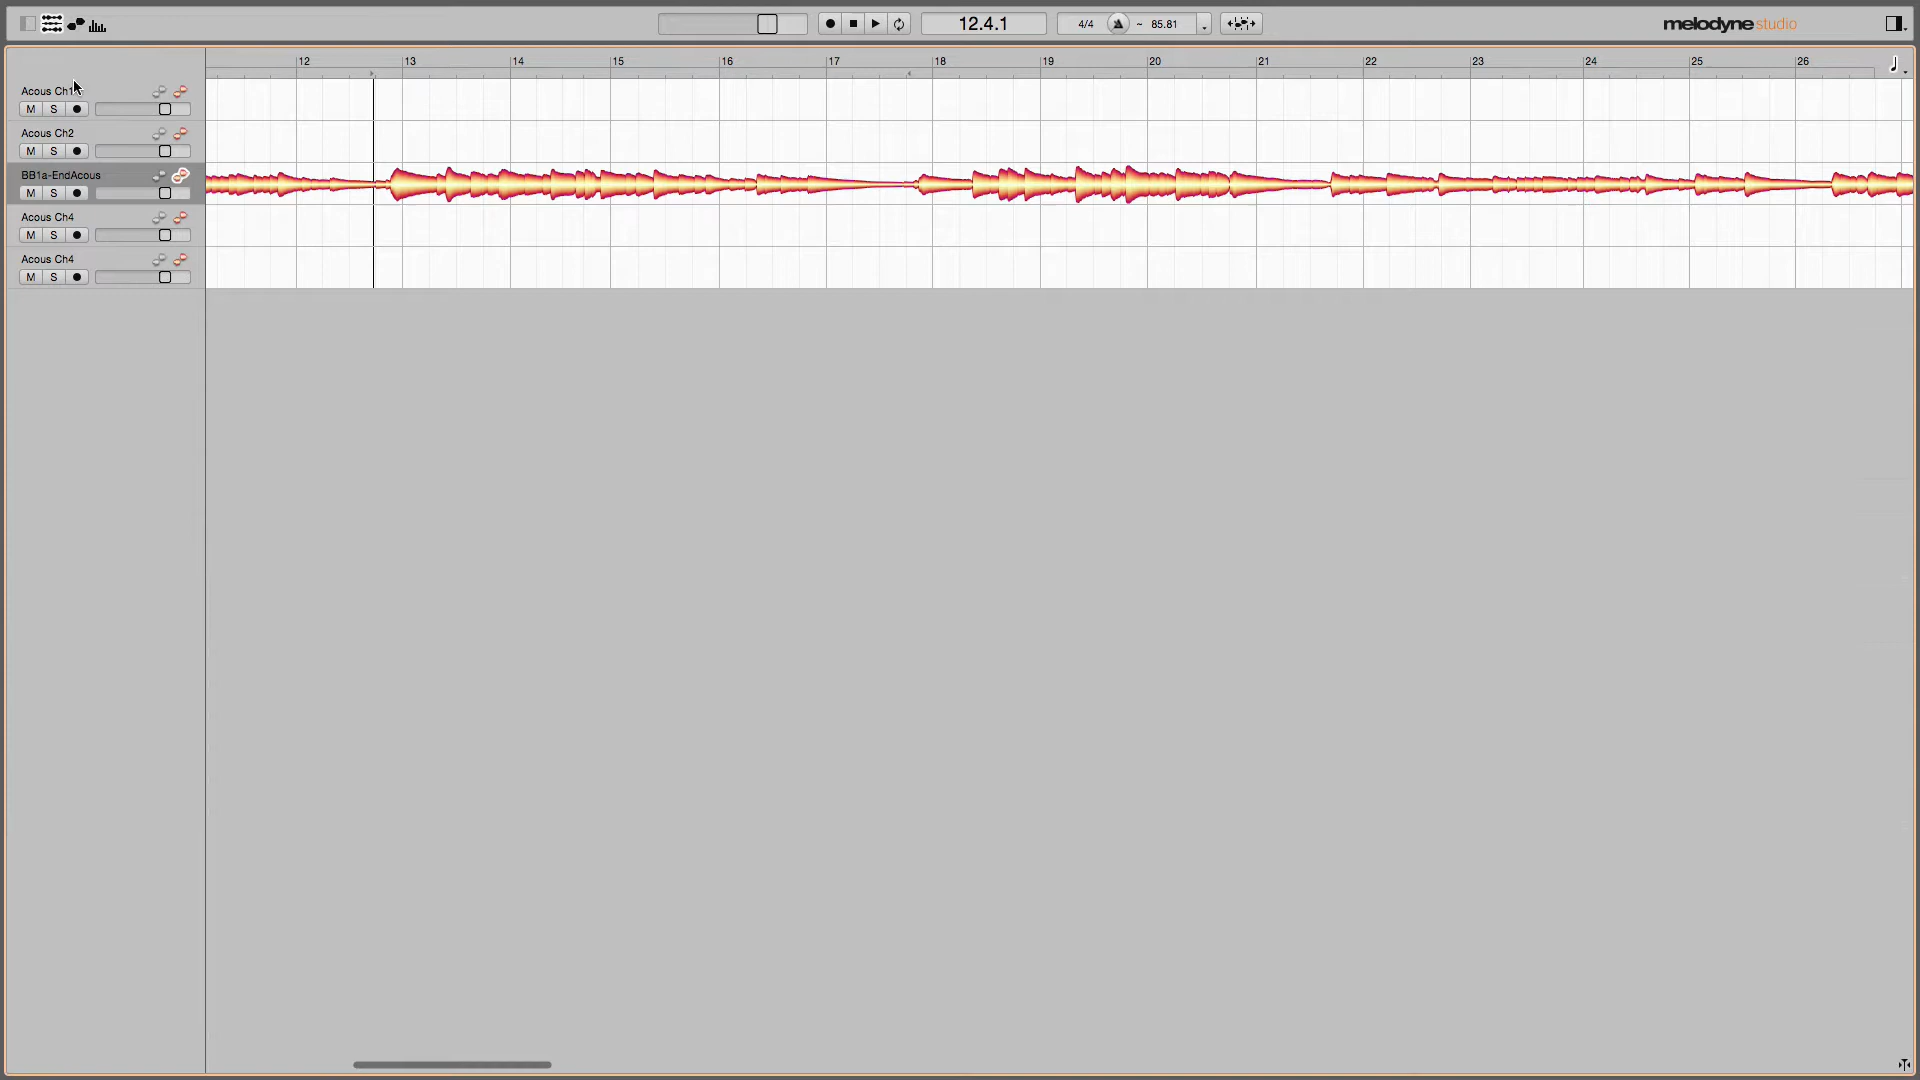 12.4.1 4/4 ~ 85.81 melodyne studio
12 13 14 15 16 17 18 19 20 21 22 23 24 25 26
Acous Ch1
M S
Acous Ch2
M S
BB1a-EndAcous
M S
Acous Ch4
M S
Acous Ch4
M S